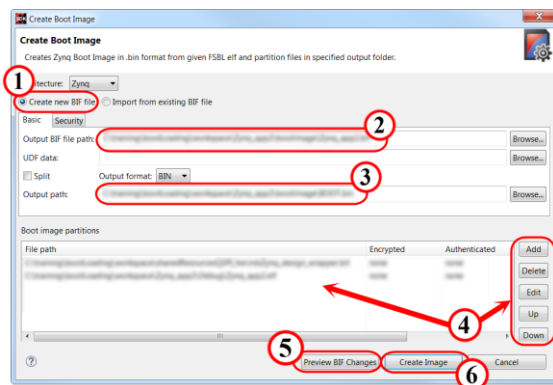 Create Boot Image
Create Boot Image
Creates Zynq Boot Image in .bin format from given FSBL elf and partition files in specified output folder.
1
Architecture: Zynq
Create new BIF file Import from existing BIF file
Basic Security
2
Output BIF file path: Browse...
UDF data: Browse...
Split Output format: BIN
3
Output path: Browse...
Boot image partitions
File path Encrypted Authenticated
none none
none none
Add
Delete
Edit
Up
Down
4
5
Preview BIF Changes Create Image Cancel
6